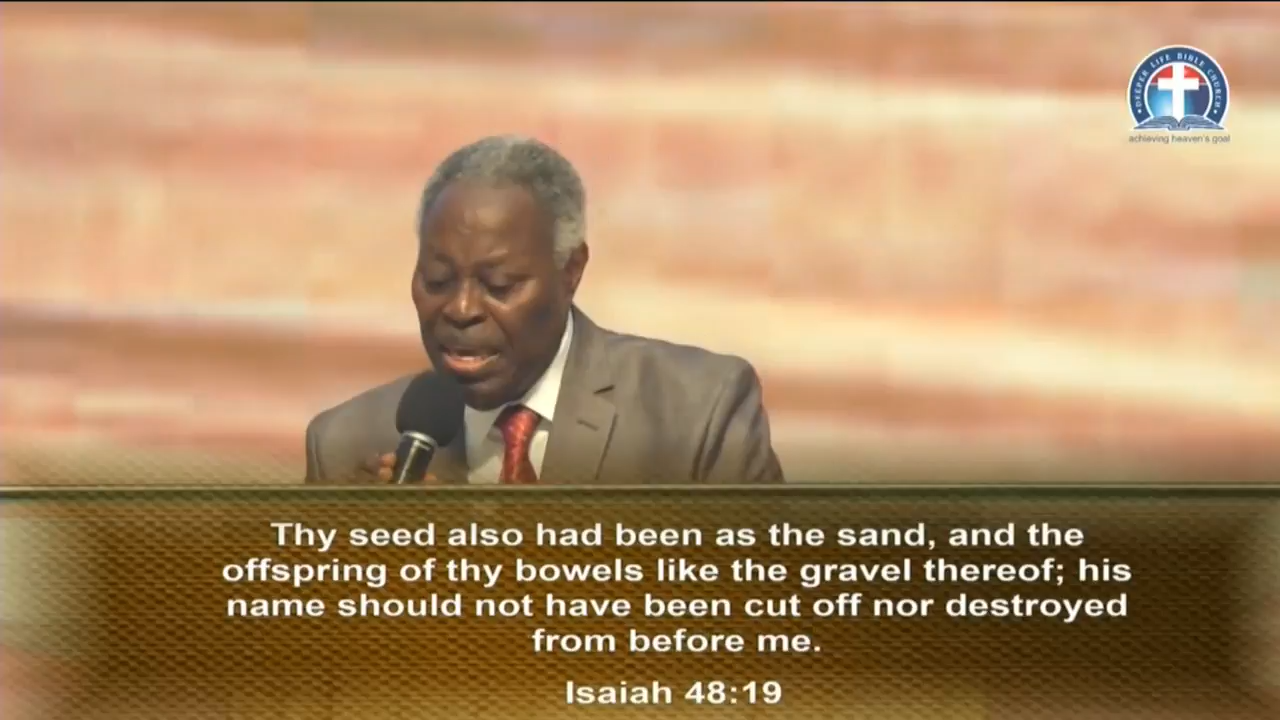 DEEPER LIFE BIBLE CHURCH
achieving heaven's goal
Thy seed also had been as the sand, and the
offspring of thy bowels like the gravel thereof; his
name should not have been cut off nor destroyed
from before me.
Isaiah 48:19